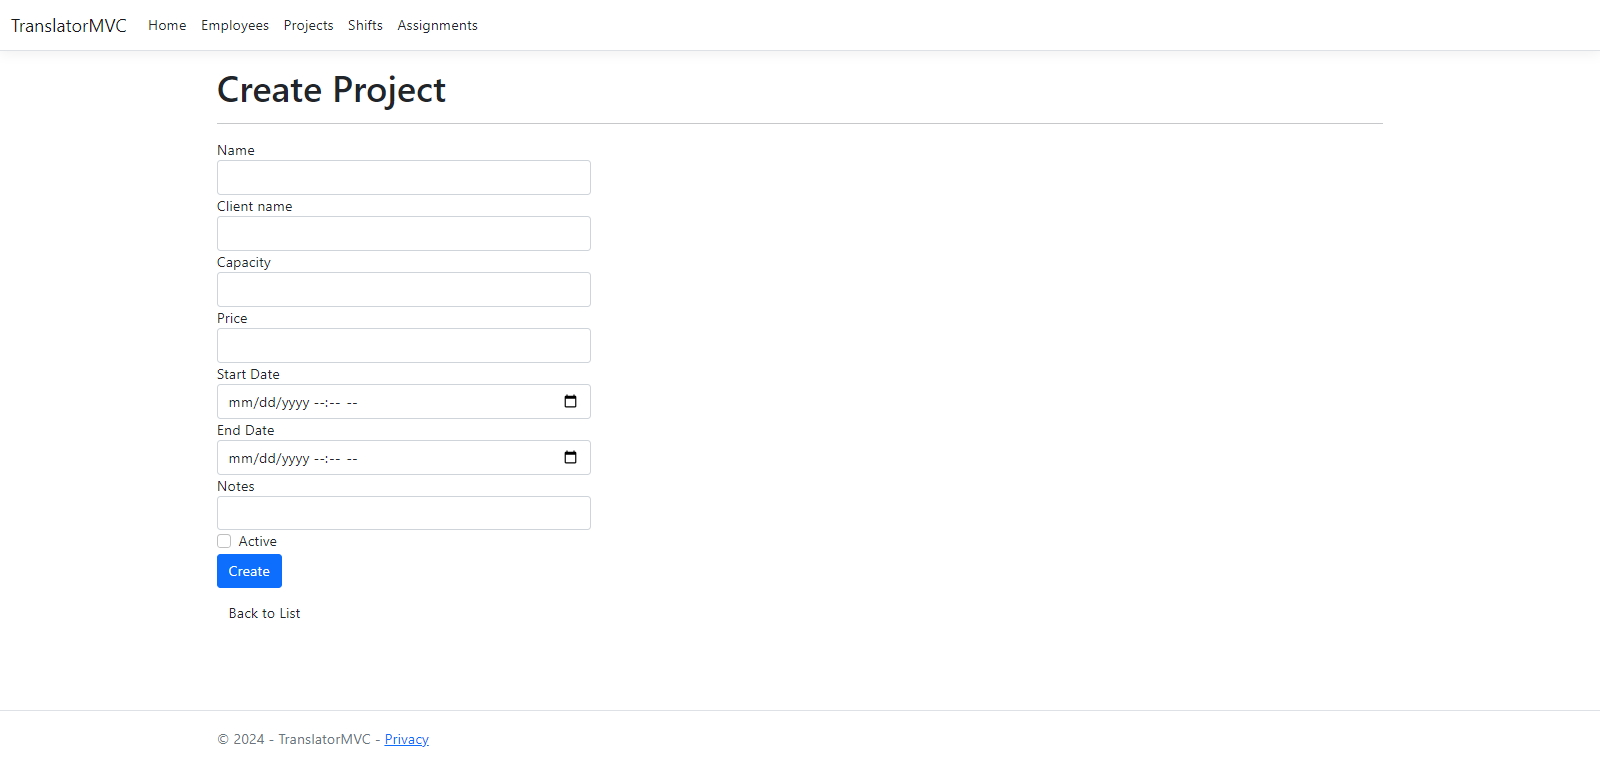 TranslatorMVC Home Employees Projects Shifts Assignments
Create Project
Name
Client name
Capacity
Price
Start Date
mm/dd/yyyy --:-- --
End Date
mm/dd/yyyy --:-- --
Notes
Active
Create
Back to List
© 2024 - TranslatorMVC - Privacy